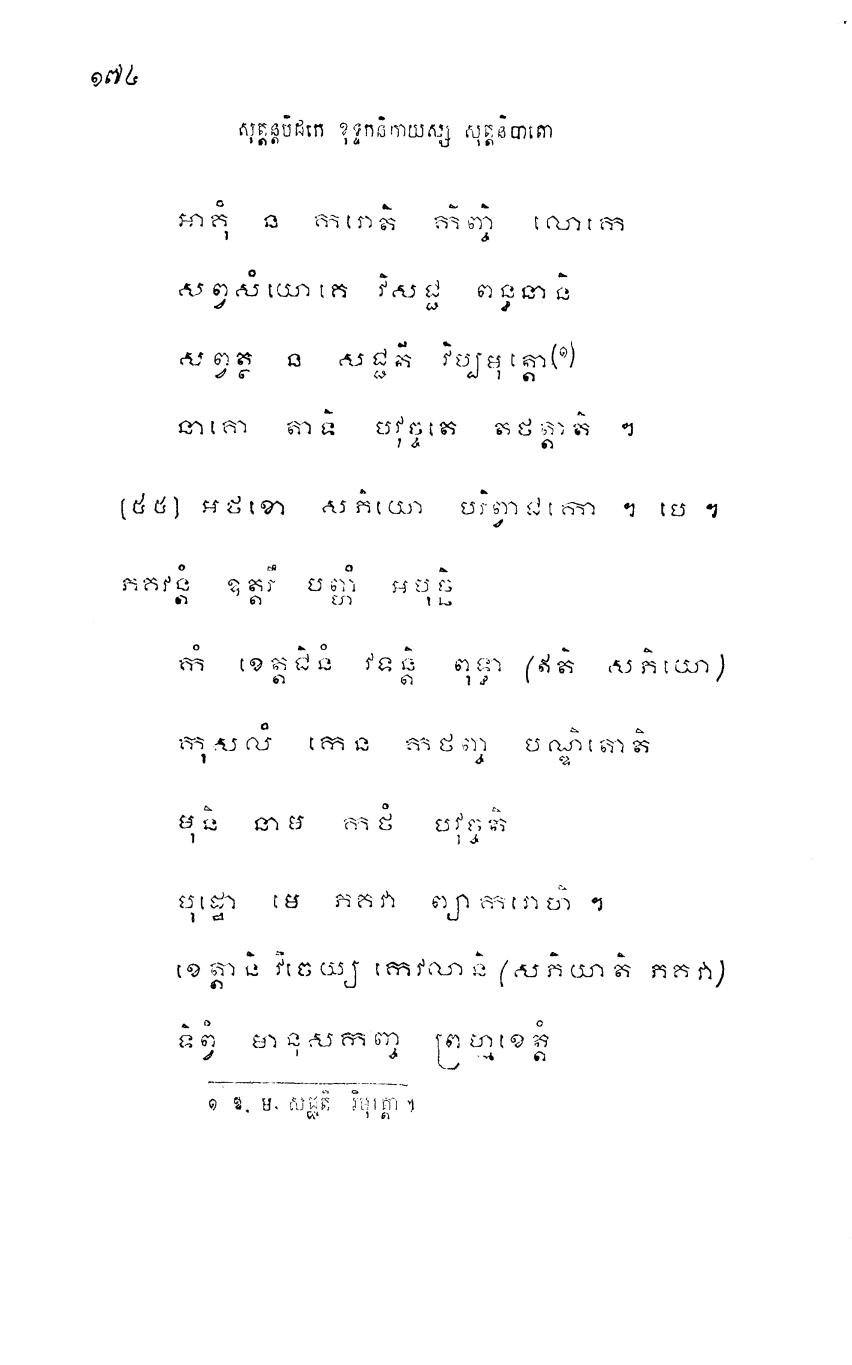 ១៧៤
សុត្តន្តបិដកេ ខុទ្ទកនិកាយស្ស សុត្តនិបាតោ
អាគុំ ន ករោតិ កិញ្ចិ លោកេ
សព្វសំយោគេ វិសជ្ជ ពន្ធនានិ
សព្វត្ថ ន សជ្ជតី វិប្បមុត្តោ(១)
នាគោ តាទិ បវុច្ចតេ តថត្តាតិ ។
(៥៥) អថខោ សភិយោ បរិព្វាជកោ ។ បេ ។
ភគវន្តំ ឧត្តរឹ បញ្ហំ អបុច្ឆិ
កំ ខេត្តជិនំ វទន្តិ ពុទ្ធា (ឥតិ សភិយោ)
កុសលំ កេន កថញ្ច បណ្ឌិតោតិ
មុនិ នាម កថំ បវុច្ចតិ
បុដ្ឋោ មេ ភគវា ព្យាករោហិ ។
ខេត្តានិ វិចេយ្យ កេវលានិ (សភិយាតិ ភគវា)
ទិព្វំ មានុសកញ្ច ព្រហ្មខេត្តំ
១ ឱ. ម. សជ្ជតិ វិមុត្តោ ។